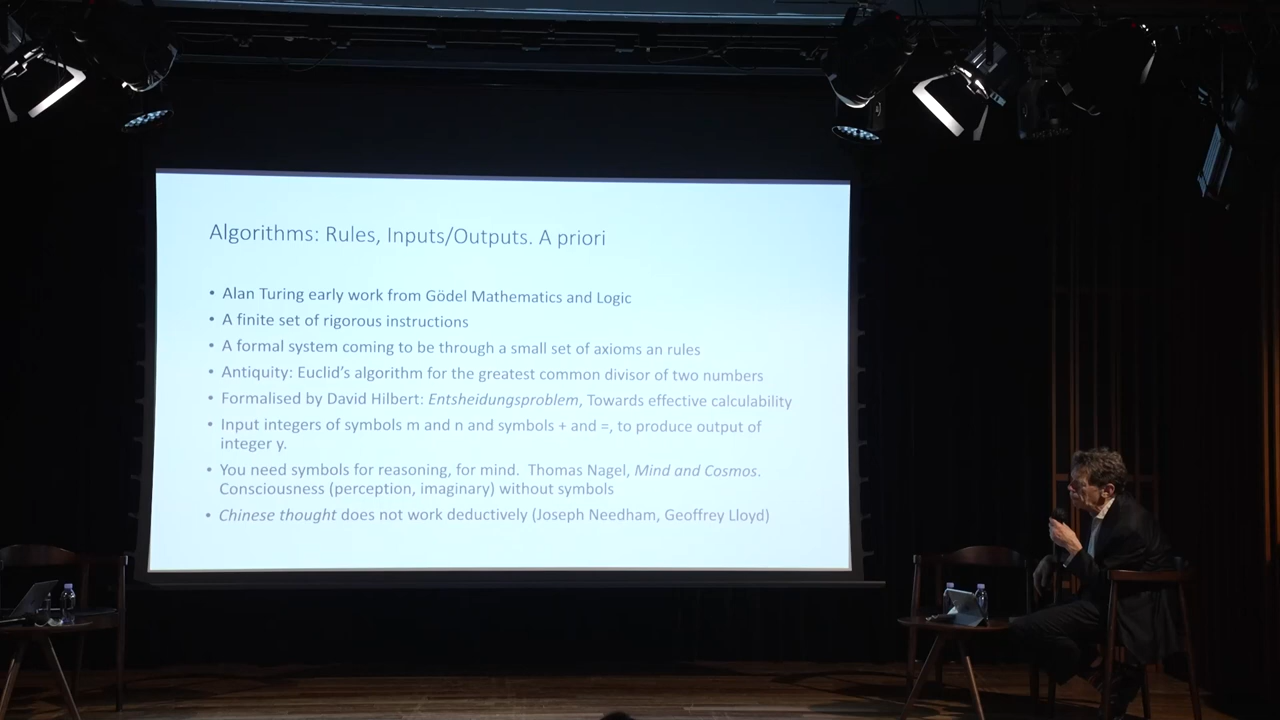 Algorithms: Rules, Inputs/Outputs. A priori
• Alan Turing early work from Gödel Mathematics and Logic
• A finite set of rigorous instructions
• A formal system coming to be through a small set of axioms an rules
• Antiquity: Euclid's algorithm for the greatest common divisor of two numbers
• Formalised by David Hilbert: Entsheidungsproblem, Towards effective calculability
• Input integers of symbols m and n and symbols + and =, to produce output of
integer y.
• You need symbols for reasoning, for mind.  Thomas Nagel, Mind and Cosmos.
Consciousness (perception, imaginary) without symbols
• Chinese thought does not work deductively (Joseph Needham, Geoffrey Lloyd)